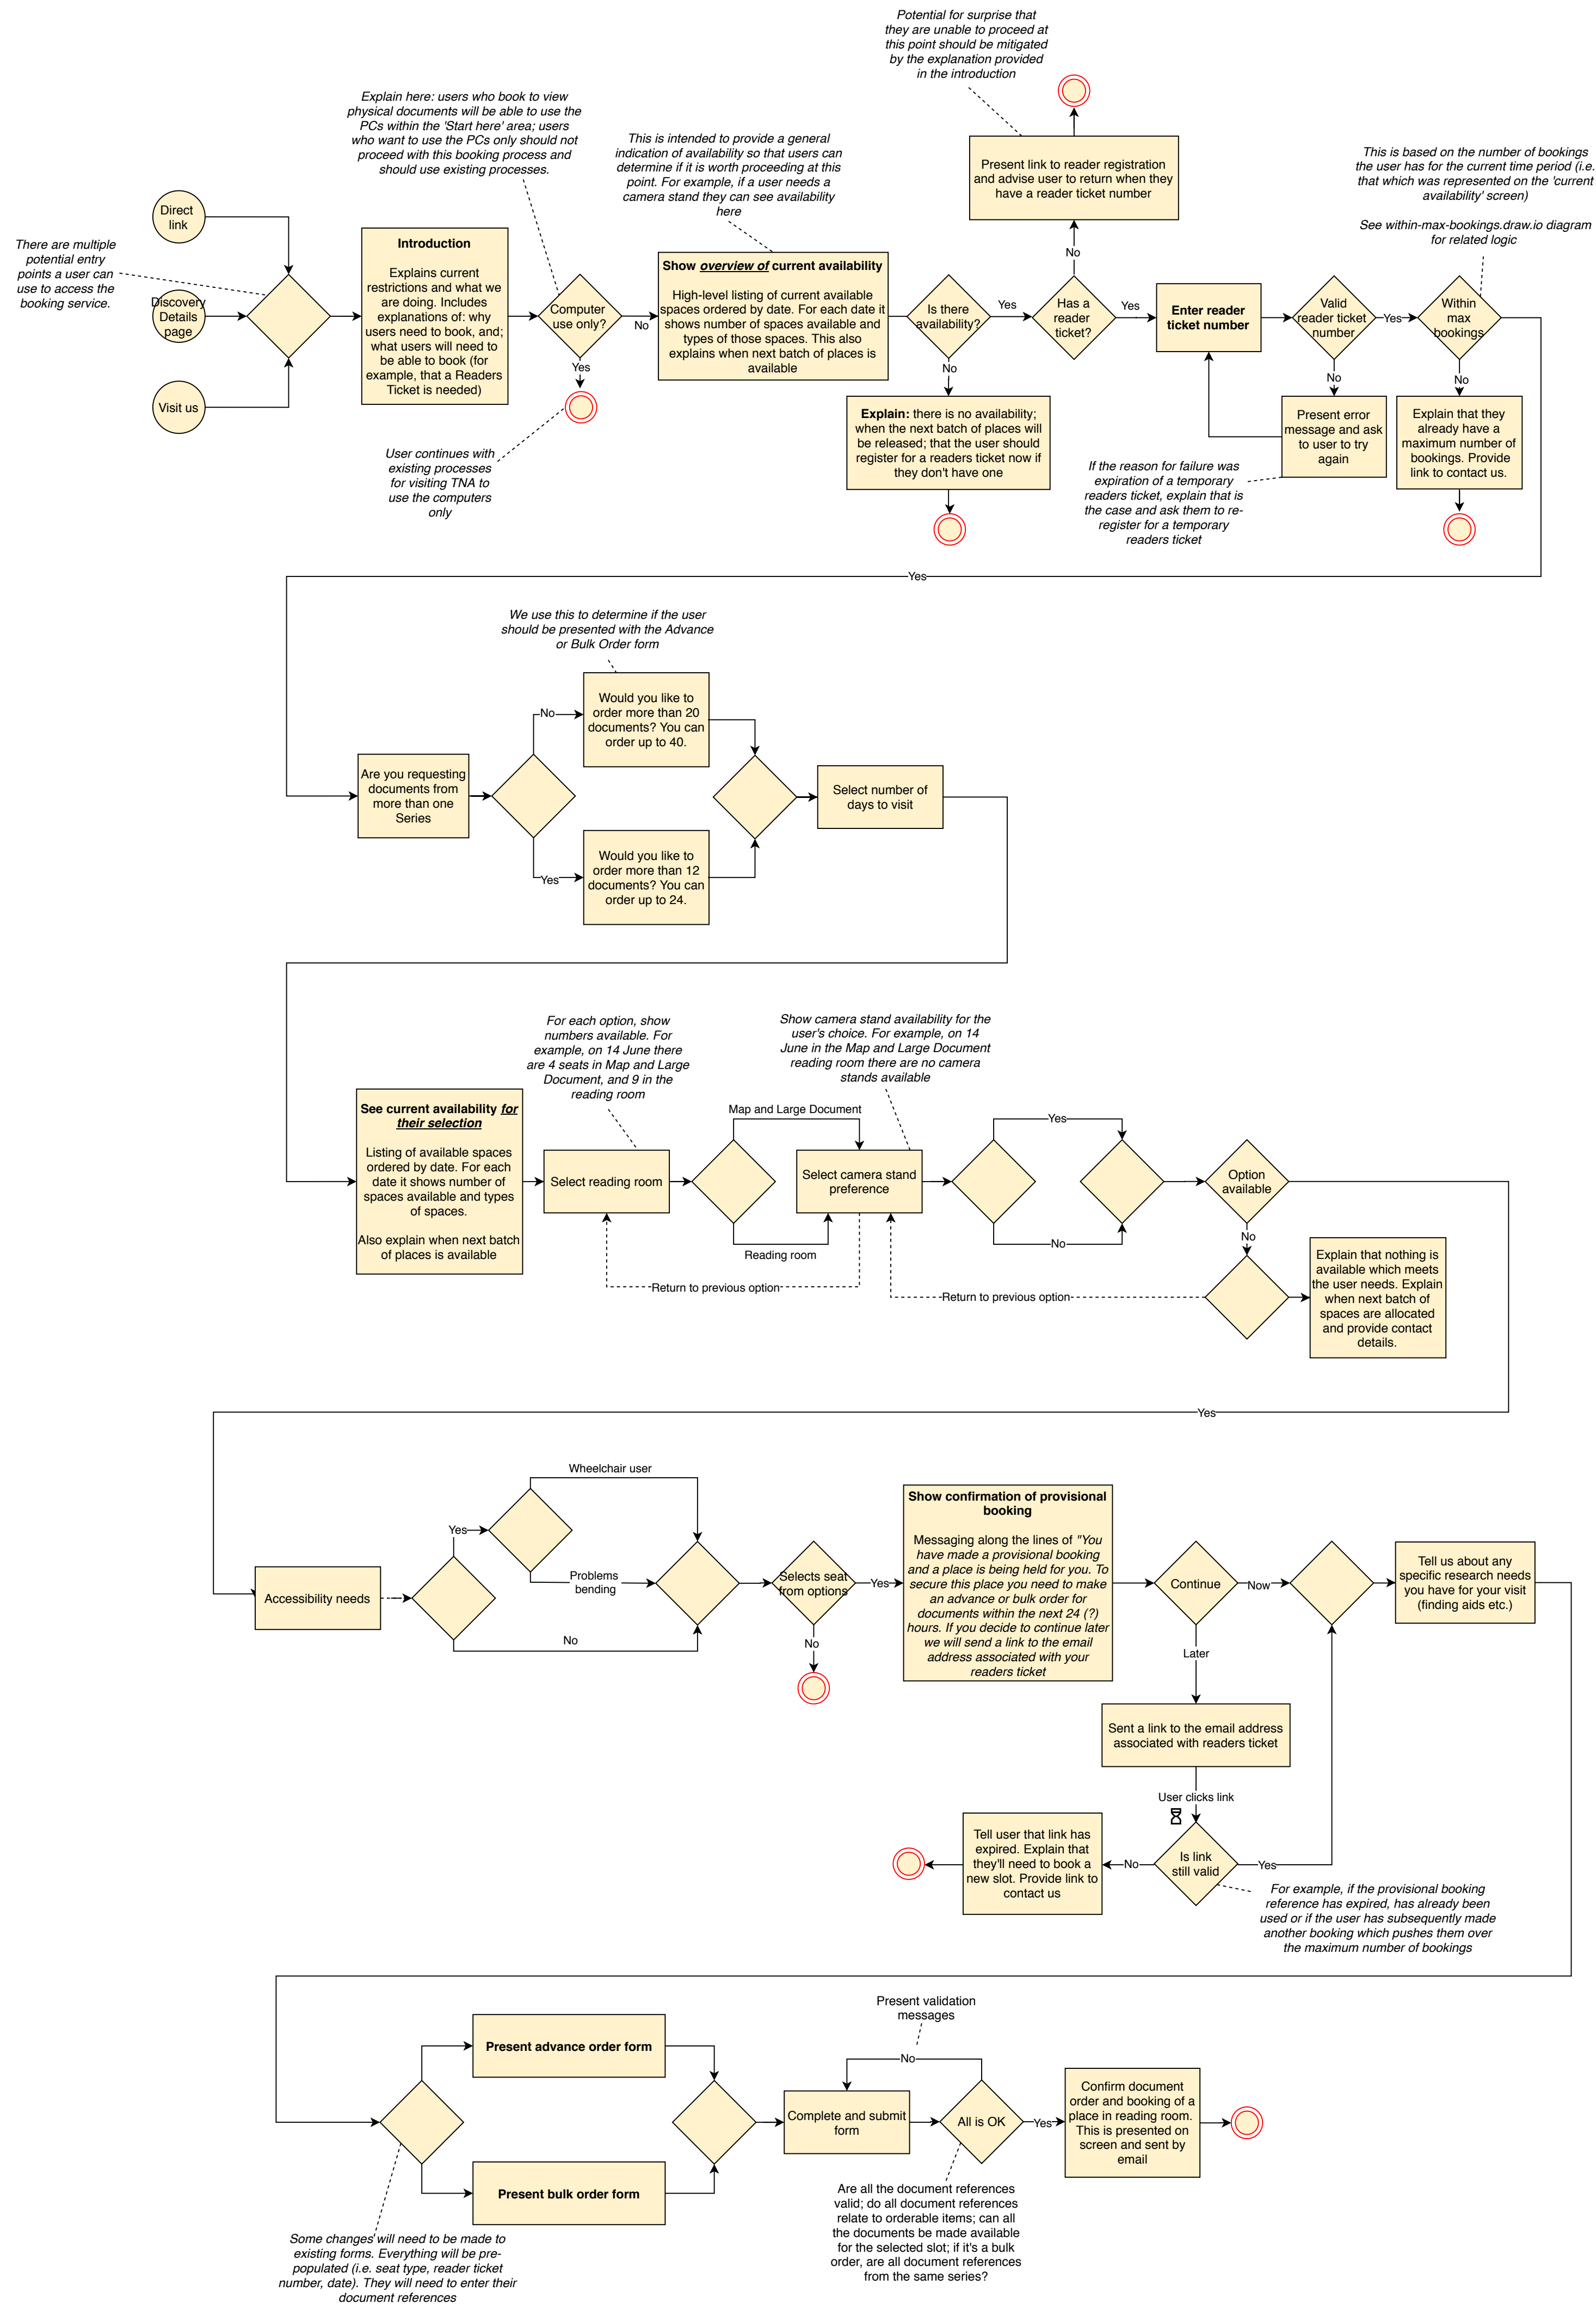 Potential for surprise that
they are unable to proceed at
this point should be mitigated
by the explanation provided
in the introduction
Explain here: users who book to view
physical documents will be able to use the
PCs within the 'Start here' area; users
who want to use the PCs only should not
proceed with this booking process and
should use existing processes.
This is intended to provide a general
indication of availability so that users can
determine if it is worth proceeding at this
point. For example, if a user needs a
camera stand they can see availability
here
Present link to reader registration
and advise user to return when they
have a reader ticket number
This is based on the number of bookings
the user has for the current time period (i.e.
that which was represented on the 'current
availability' screen)
See within-max-bookings.draw.io diagram
for related logic
There are multiple
potential entry
points a user can
use to access the
booking service.
Direct
link
Discovery
Details
page
Visit us
Introduction
Explains current
restrictions and what we
are doing. Includes
explanations of: why
users need to book, and;
what users will need to
be able to book (for
example, that a Readers
Ticket is needed)
Computer
use only?
No
Yes
User continues with
existing processes
for visiting TNA to
use the computers
only
Show overview of current availability
High-level listing of current available
spaces ordered by date. For each date it
shows number of spaces available and
types of those spaces. This also
explains when next batch of places is
available
Is there
availability?
Yes
No
Explain: there is no availability;
when the next batch of places will
be released; that the user should
register for a readers ticket now if
they don't have one
Has a
reader
ticket?
No
Yes
Enter reader
ticket number
Valid
reader ticket
number
Yes
No
Present error
message and ask
to user to try
again
If the reason for failure was
expiration of a temporary
readers ticket, explain that is
the case and ask them to re-
register for a temporary
readers ticket
Within
max
bookings
No
Explain that they
already have a
maximum number of
bookings. Provide
link to contact us.
Yes
We use this to determine if the user
should be presented with the Advance
or Bulk Order form
Are you requesting
documents from
more than one
Series
No
Would you like to
order more than 20
documents? You can
order up to 40.
Yes
Would you like to
order more than 12
documents? You can
order up to 24.
Select number of
days to visit
For each option, show
numbers available. For
example, on 14 June there
are 4 seats in Map and Large
Document, and 9 in the
reading room
Show camera stand availability for the
user's choice. For example, on 14
June in the Map and Large Document
reading room there are no camera
stands available
See current availability for
their selection
Listing of available spaces
ordered by date. For each
date it shows number of
spaces available and types
of spaces.
Also explain when next batch
of places is available
Select reading room
Map and Large Document
Reading room
Select camera stand
preference
Return to previous option
Yes
No
Option
available
No
Return to previous option
Explain that nothing is
available which meets
the user needs. Explain
when next batch of
spaces are allocated
and provide contact
details.
Yes
Accessibility needs
Yes
Wheelchair user
Problems
bending
No
Selects seat
from options
Yes
No
Show confirmation of provisional
booking
Messaging along the lines of "You
have made a provisional booking
and a place is being held for you. To
secure this place you need to make
an advance or bulk order for
documents within the next 24 (?)
hours. If you decide to continue later
we will send a link to the email
address associated with your
readers ticket
Continue
Now
Later
Tell us about any
specific research needs
you have for your visit
(finding aids etc.)
Sent a link to the email address
associated with readers ticket
User clicks link
Is link
still valid
No
Yes
Tell user that link has
expired. Explain that
they'll need to book a
new slot. Provide link to
contact us
For example, if the provisional booking
reference has expired, has already been
used or if the user has subsequently made
another booking which pushes them over
the maximum number of bookings
Present advance order form
Present bulk order form
Some changes will need to be made to
existing forms. Everything will be pre-
populated (i.e. seat type, reader ticket
number, date). They will need to enter their
document references
Present validation
messages
No
Complete and submit
form
All is OK
Yes
Confirm document
order and booking of a
place in reading room.
This is presented on
screen and sent by
email
Are all the document references
valid; do all document references
relate to orderable items; can all
the documents be made available
for the selected slot; if it's a bulk
order, are all document references
from the same series?